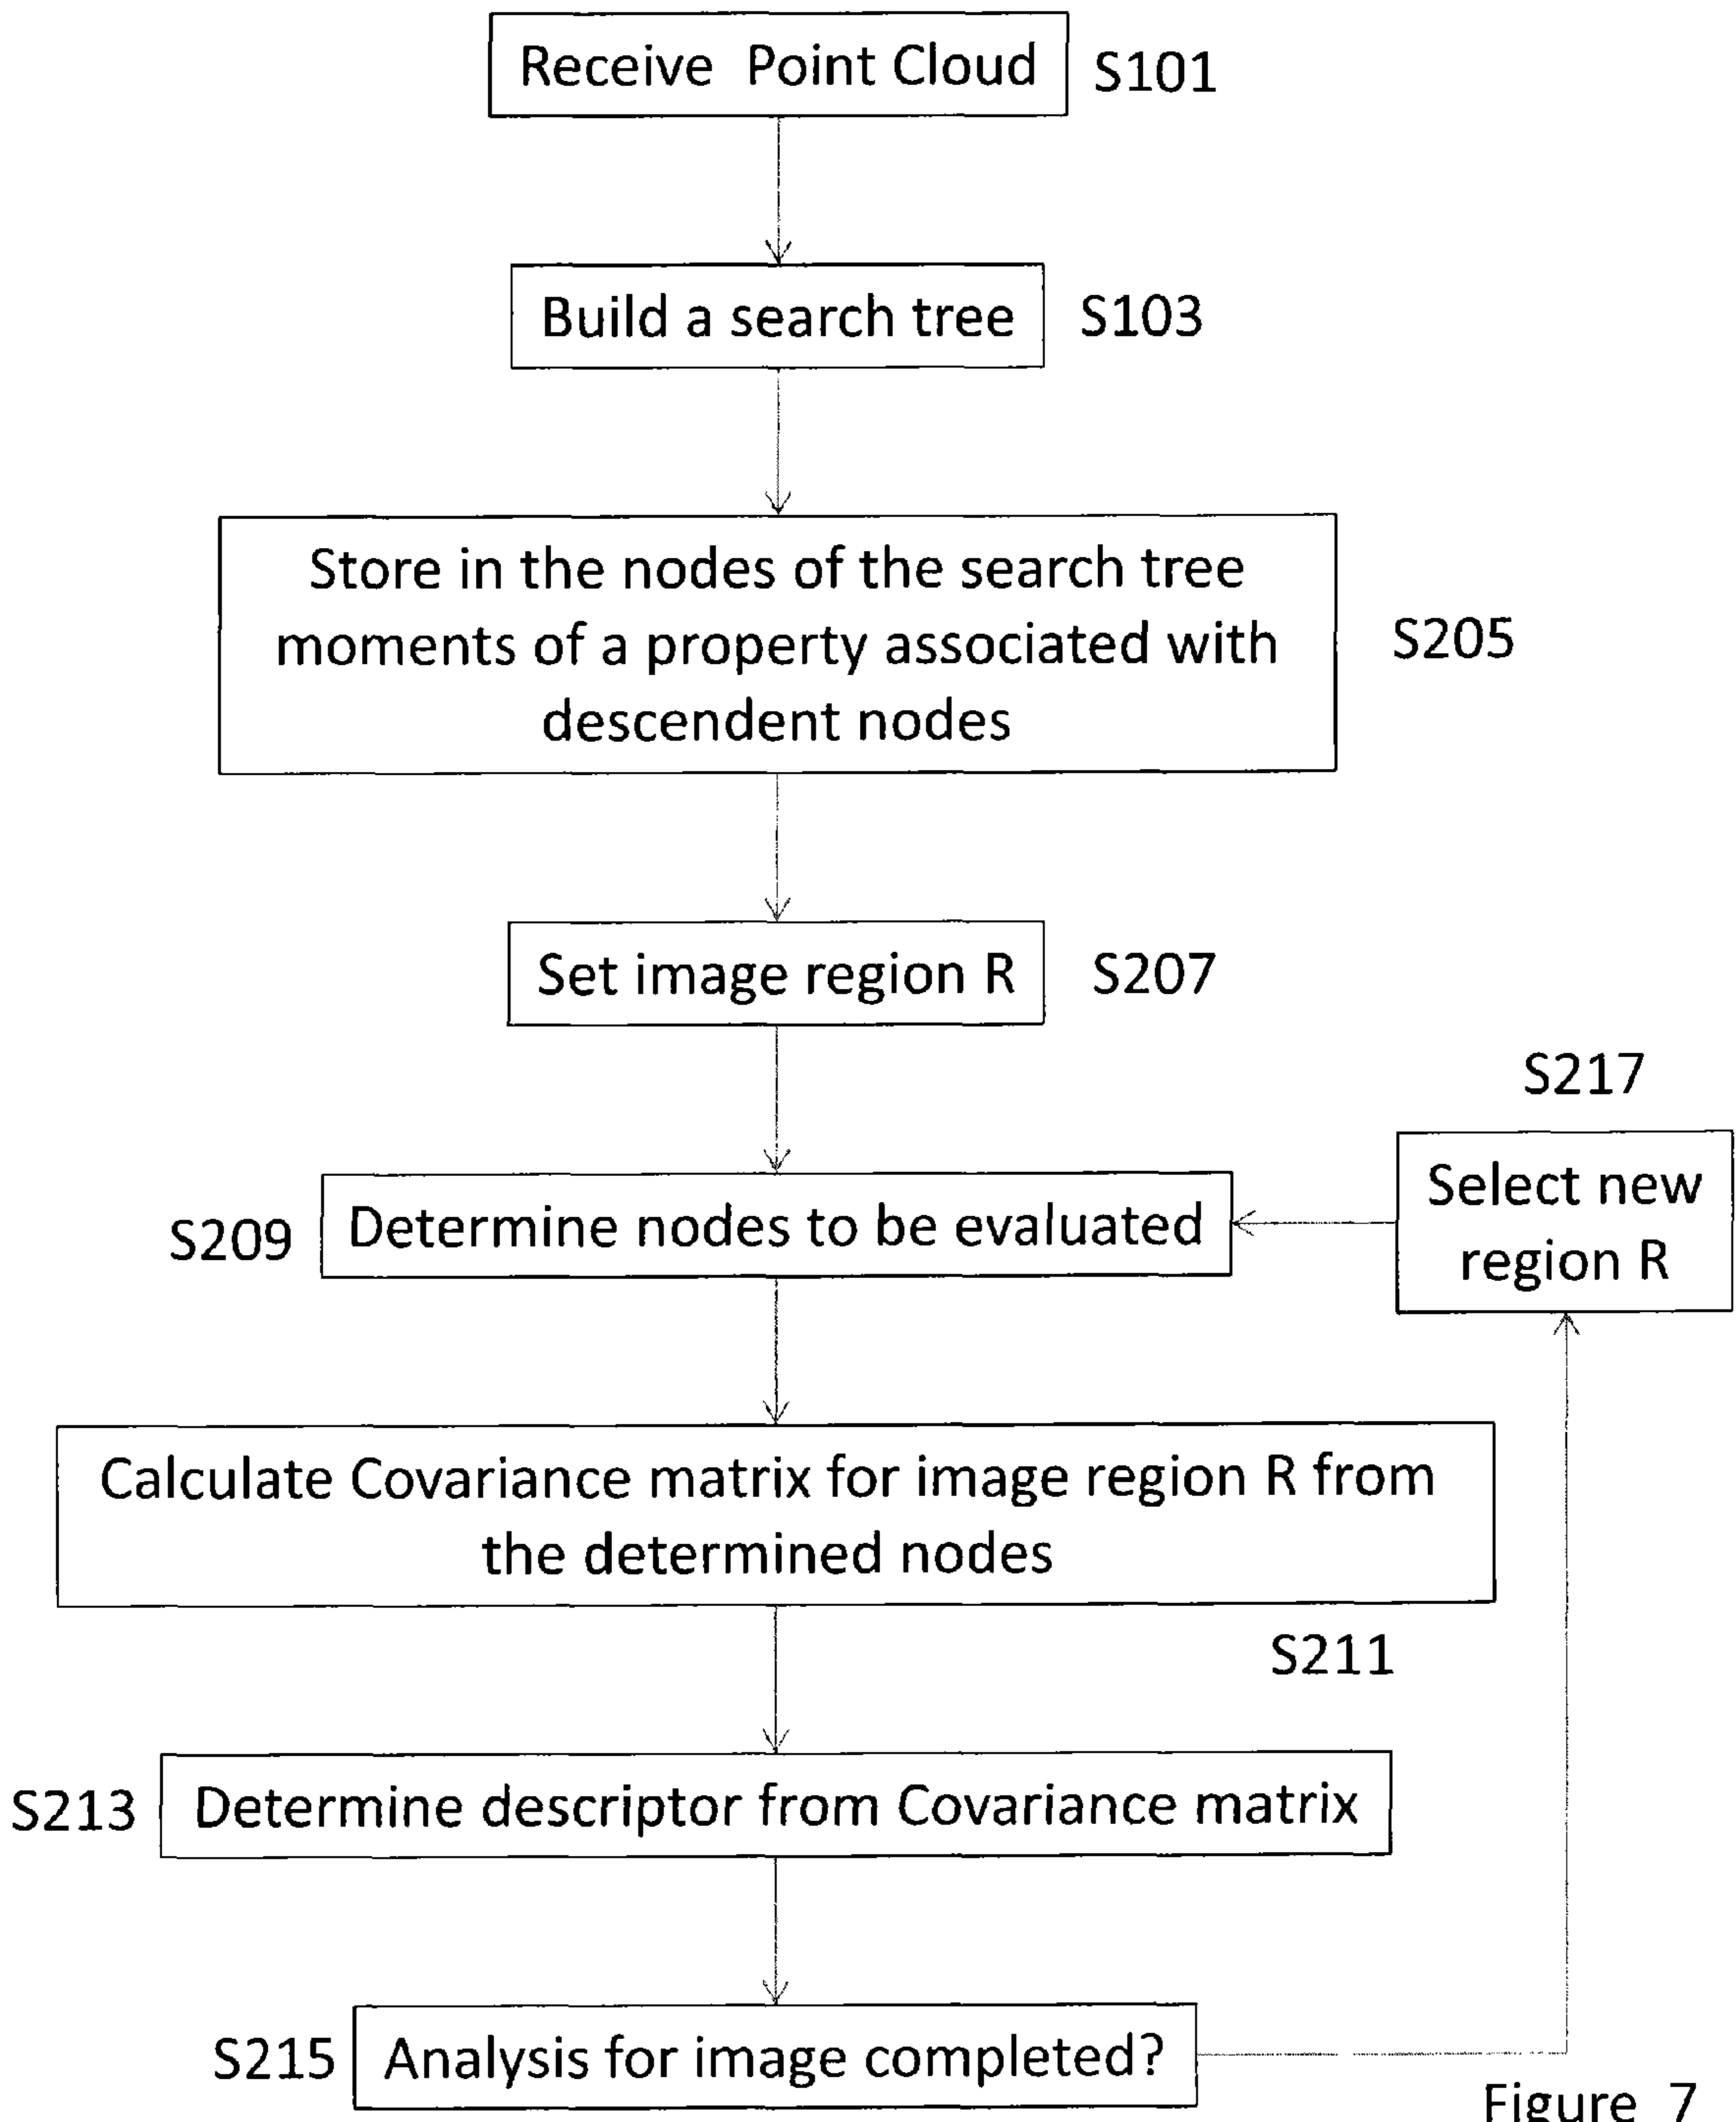 Receive Point Cloud S101
Build a search tree S103
Store in the nodes of the search tree
moments of a property associated with
descendent nodes
S205
Set image region R S207
S217
Select new
region R
S209 Determine nodes to be evaluated
Calculate Covariance matrix for image region R from
the determined nodes
S211
S213 Determine descriptor from Covariance matrix
S215 Analysis for image completed?
Figure 7